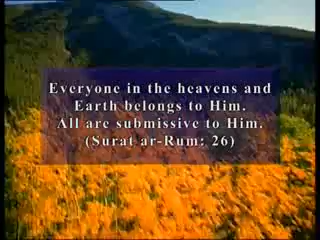 Everyone in the heavens and
Earth belongs to Him.
All are submissive to Him.
(Surat ar-Rum: 26)